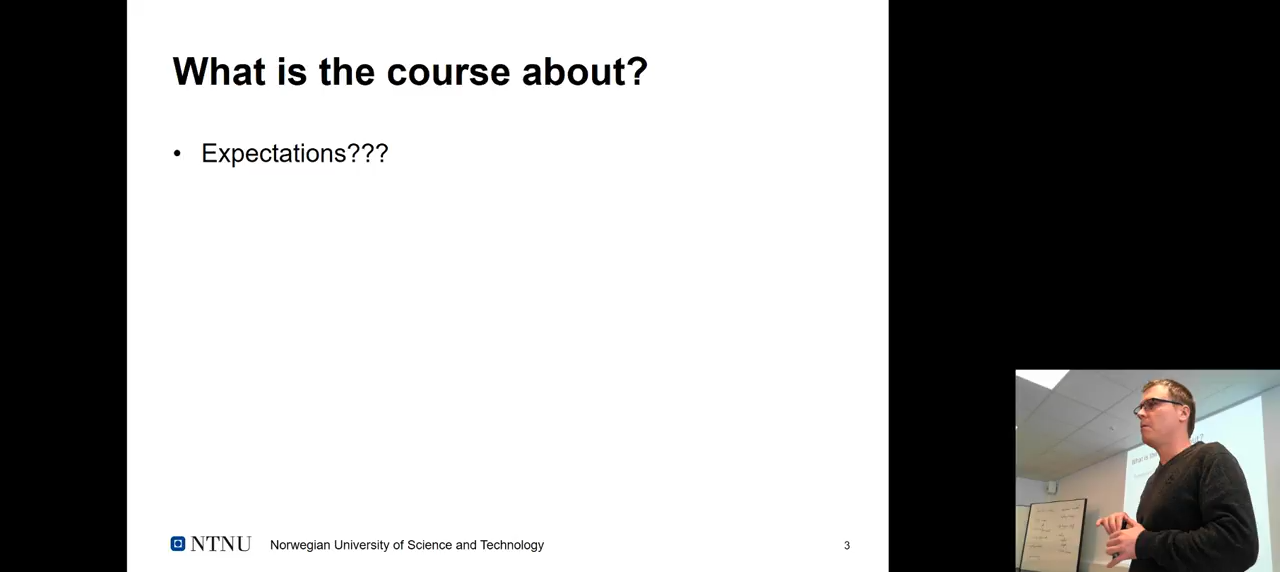 What is the course about?
• Expectations???
NTNU Norwegian University of Science and Technology 3